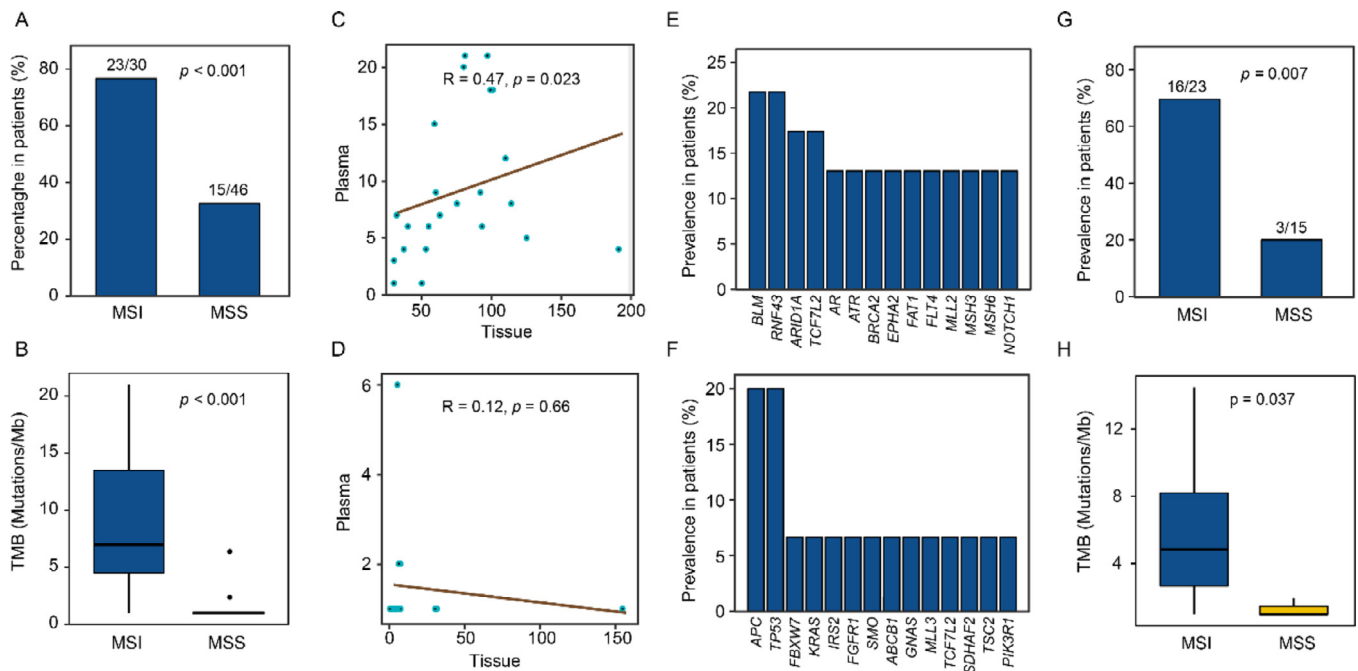 A
Percentaghe in patients (%)
80
60
40
20
0
23/30
p < 0.001
15/46
MSI
MSS
B
TMB (Mutations/Mb)
20
15
10
5
0
p < 0.001
MSI
MSS
C
Plasma
20
15
10
5
0
R = 0.47, p = 0.023
50
100
150
200
Tissue
D
Plasma
6
4
2
R = 0.12, p = 0.66
0
50
100
150
Tissue
E
Prevalence in patients (%)
25
20
15
10
5
0
BLM
RNF43
ARID1A
TCF7L2
AR
ATR
BRCA2
EPHA2
FAT1
FLT4
MLL2
MSH3
MSH6
NOTCH1
F
Prevalence in patients (%)
20
15
10
5
0
APC
TP53
FBXW7
KRAS
IRS2
FGFR1
SMO
ABCB1
GNAS
MLL3
TCF7L2
SDHAF2
TSC2
PIK3R1
G
Prevalence in patients (%)
80
60
40
20
0
16/23
p = 0.007
3/15
MSI
MSS
H
TMB (Mutations/Mb)
12
8
4
p = 0.037
MSI
MSS